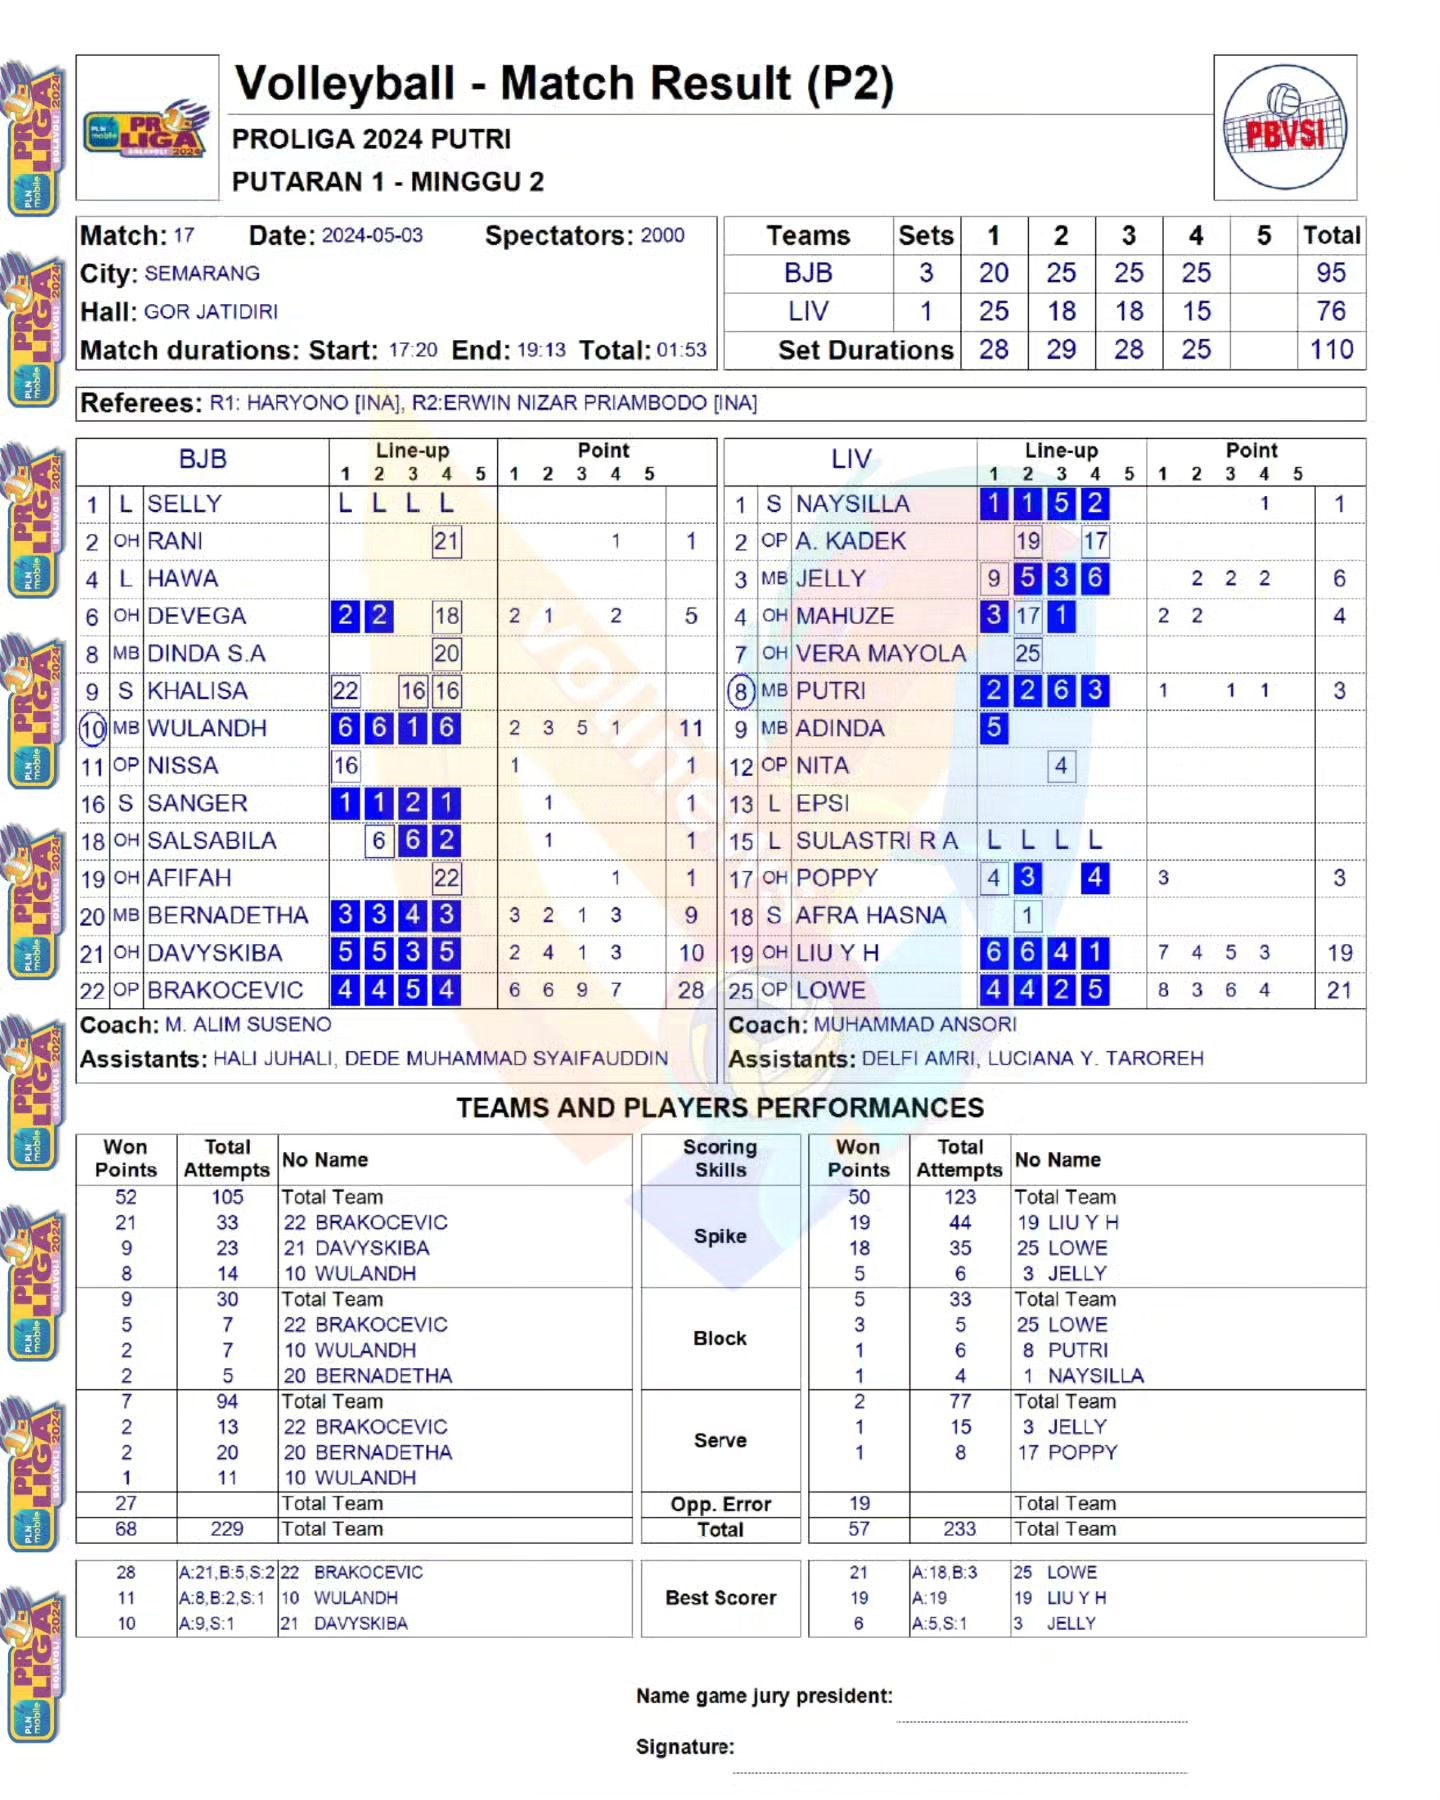 Volleyball - Match Result (P2)
PROLIGA 2024 PUTRI
PUTARAN 1 - MINGGU 2
PLN mobile PROLIGA BOLAVOLI 2024
PBVSI
Match: 17 Date: 2024-05-03 Spectators: 2000
City: SEMARANG
Hall: GOR JATIDIRI
Match durations: Start: 17:20 End: 19:13 Total: 01:53
Teams Sets 1 2 3 4 5 Total
BJB 3 20 25 25 25 95
LIV 1 25 18 18 15 76
Set Durations 28 29 28 25 110
Referees: R1: HARYONO [INA], R2:ERWIN NIZAR PRIAMBODO [INA]
BJB Line-up Point
1 2 3 4 5 1 2 3 4 5
1 L SELLY L L L L
2 OH RANI 21 1 1
4 L HAWA
6 OH DEVEGA 2 2 18 2 1 2 5
8 MB DINDA S.A 20
9 S KHALISA 22 16 16
10 MB WULANDH 6 6 1 6 2 3 5 1 11
11 OP NISSA 16 1 1
16 S SANGER 1 1 2 1 1 1
18 OH SALSABILA 6 6 2 1 1
19 OH AFIFAH 22 1 1
20 MB BERNADETHA 3 3 4 3 3 2 1 3 9
21 OH DAVYSKIBA 5 5 3 5 2 4 1 3 10
22 OP BRAKOCEVIC 4 4 5 4 6 6 9 7 28
Coach: M. ALIM SUSENO
Assistants: HALI JUHALI, DEDE MUHAMMAD SYAIFAUDDIN
LIV Line-up Point
1 2 3 4 5 1 2 3 4 5
1 S NAYSILLA 1 1 5 2 1 1
2 OP A. KADEK 19 17
3 MB JELLY 9 5 3 6 2 2 2 6
4 OH MAHUZE 3 17 1 2 2 4
7 OH VERA MAYOLA 25
8 MB PUTRI 2 2 6 3 1 1 1 3
9 MB ADINDA 5
12 OP NITA 4
13 L EPSI
15 L SULASTRI R A L L L L
17 OH POPPY 4 3 4 3 3
18 S AFRA HASNA 1
19 OH LIU Y H 6 6 4 1 7 4 5 3 19
25 OP LOWE 4 4 2 5 8 3 6 4 21
Coach: MUHAMMAD ANSORI
Assistants: DELFI AMRI, LUCIANA Y. TAROREH
TEAMS AND PLAYERS PERFORMANCES
Won Points Total Attempts No Name Scoring Skills Won Points Total Attempts No Name
52 105 Total Team Spike 50 123 Total Team
21 33 22 BRAKOCEVIC 19 44 19 LIU Y H
9 23 21 DAVYSKIBA 18 35 25 LOWE
8 14 10 WULANDH 5 6 3 JELLY
9 30 Total Team Block 5 33 Total Team
5 7 22 BRAKOCEVIC 3 5 25 LOWE
2 7 10 WULANDH 1 6 8 PUTRI
2 5 20 BERNADETHA 1 4 1 NAYSILLA
7 94 Total Team Serve 2 77 Total Team
2 13 22 BRAKOCEVIC 1 15 3 JELLY
2 20 20 BERNADETHA 1 8 17 POPPY
1 11 10 WULANDH
27 Total Team Opp. Error 19 Total Team
68 229 Total Team Total 57 233 Total Team
28 A:21,B:5,S:2 22 BRAKOCEVIC 21 A:18,B:3 25 LOWE
11 A:8,B:2,S:1 10 WULANDH Best Scorer 19 A:19 19 LIU Y H
10 A:9,S:1 21 DAVYSKIBA 6 A:5,S:1 3 JELLY
Name game jury president:
Signature: